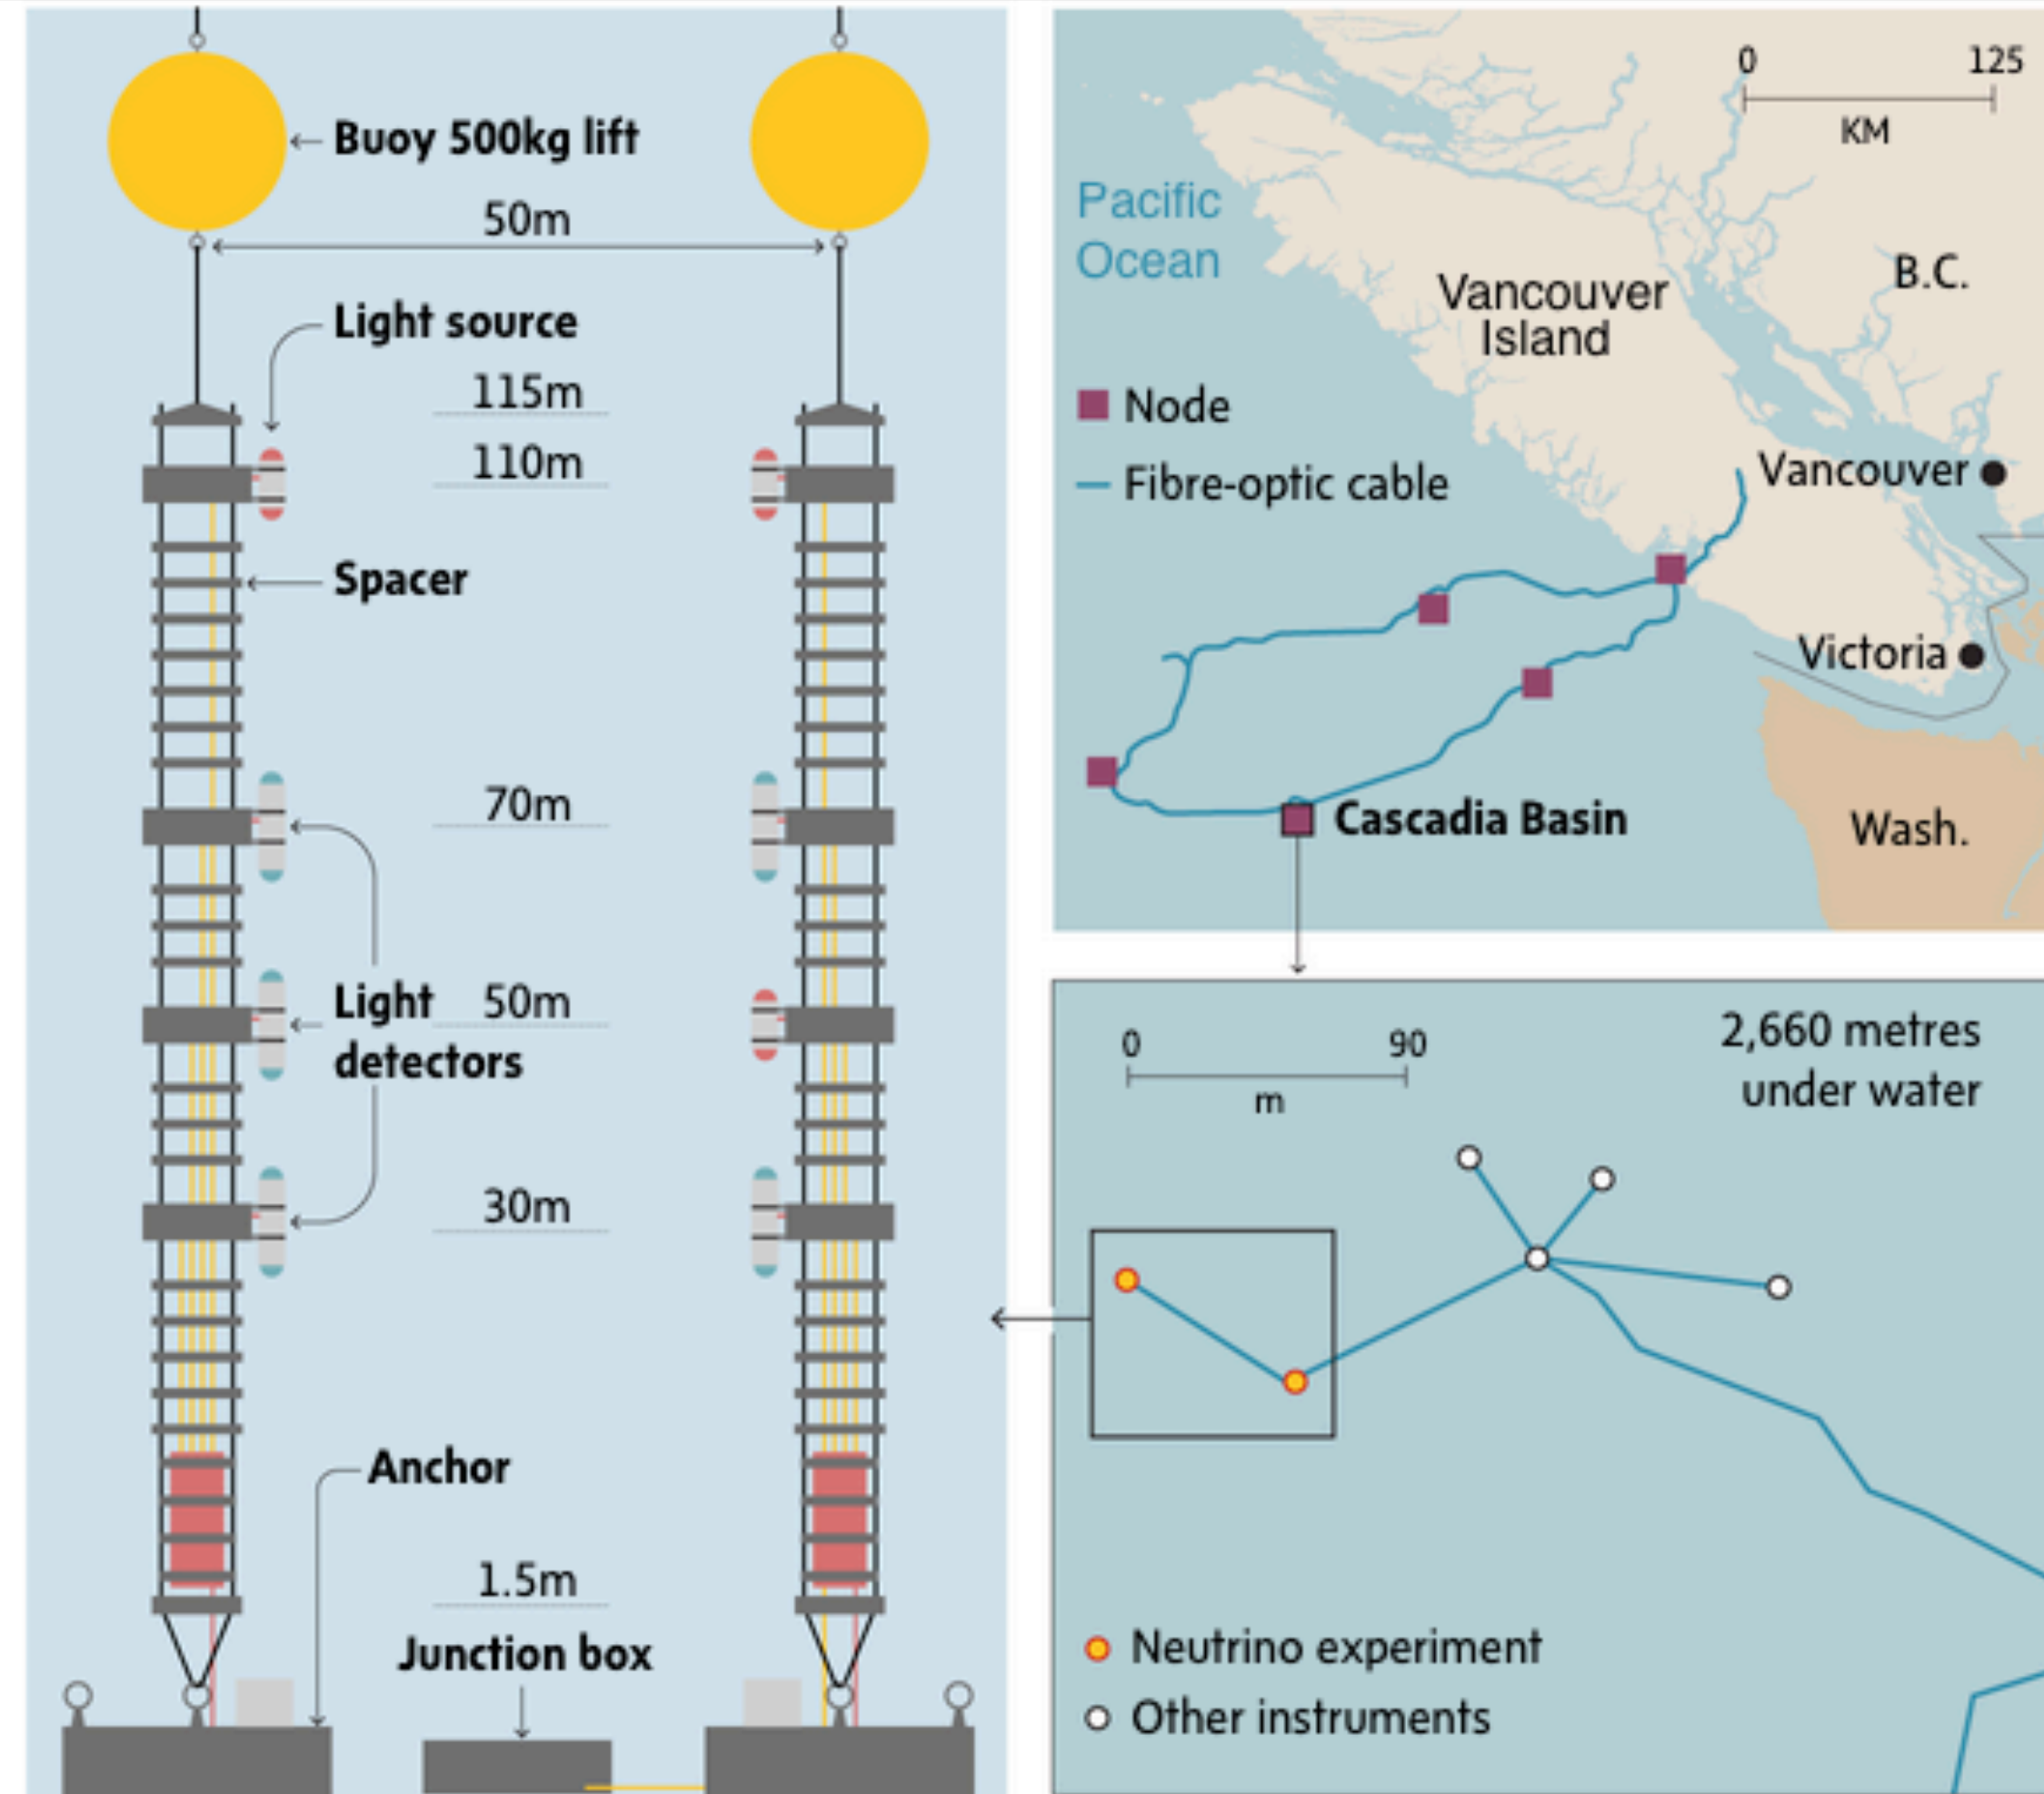 Buoy 500kg lift
50m
Light source
115m
110m
Spacer
70m
Light
detectors
50m
30m
Anchor
1.5m
Junction box
0 125
KM
Pacific
Ocean
Vancouver
Island
B.C.
Node
Fibre-optic cable
Vancouver
Victoria
Cascadia Basin
Wash.
0 90
m
2,660 metres
under water
Neutrino experiment
Other instruments